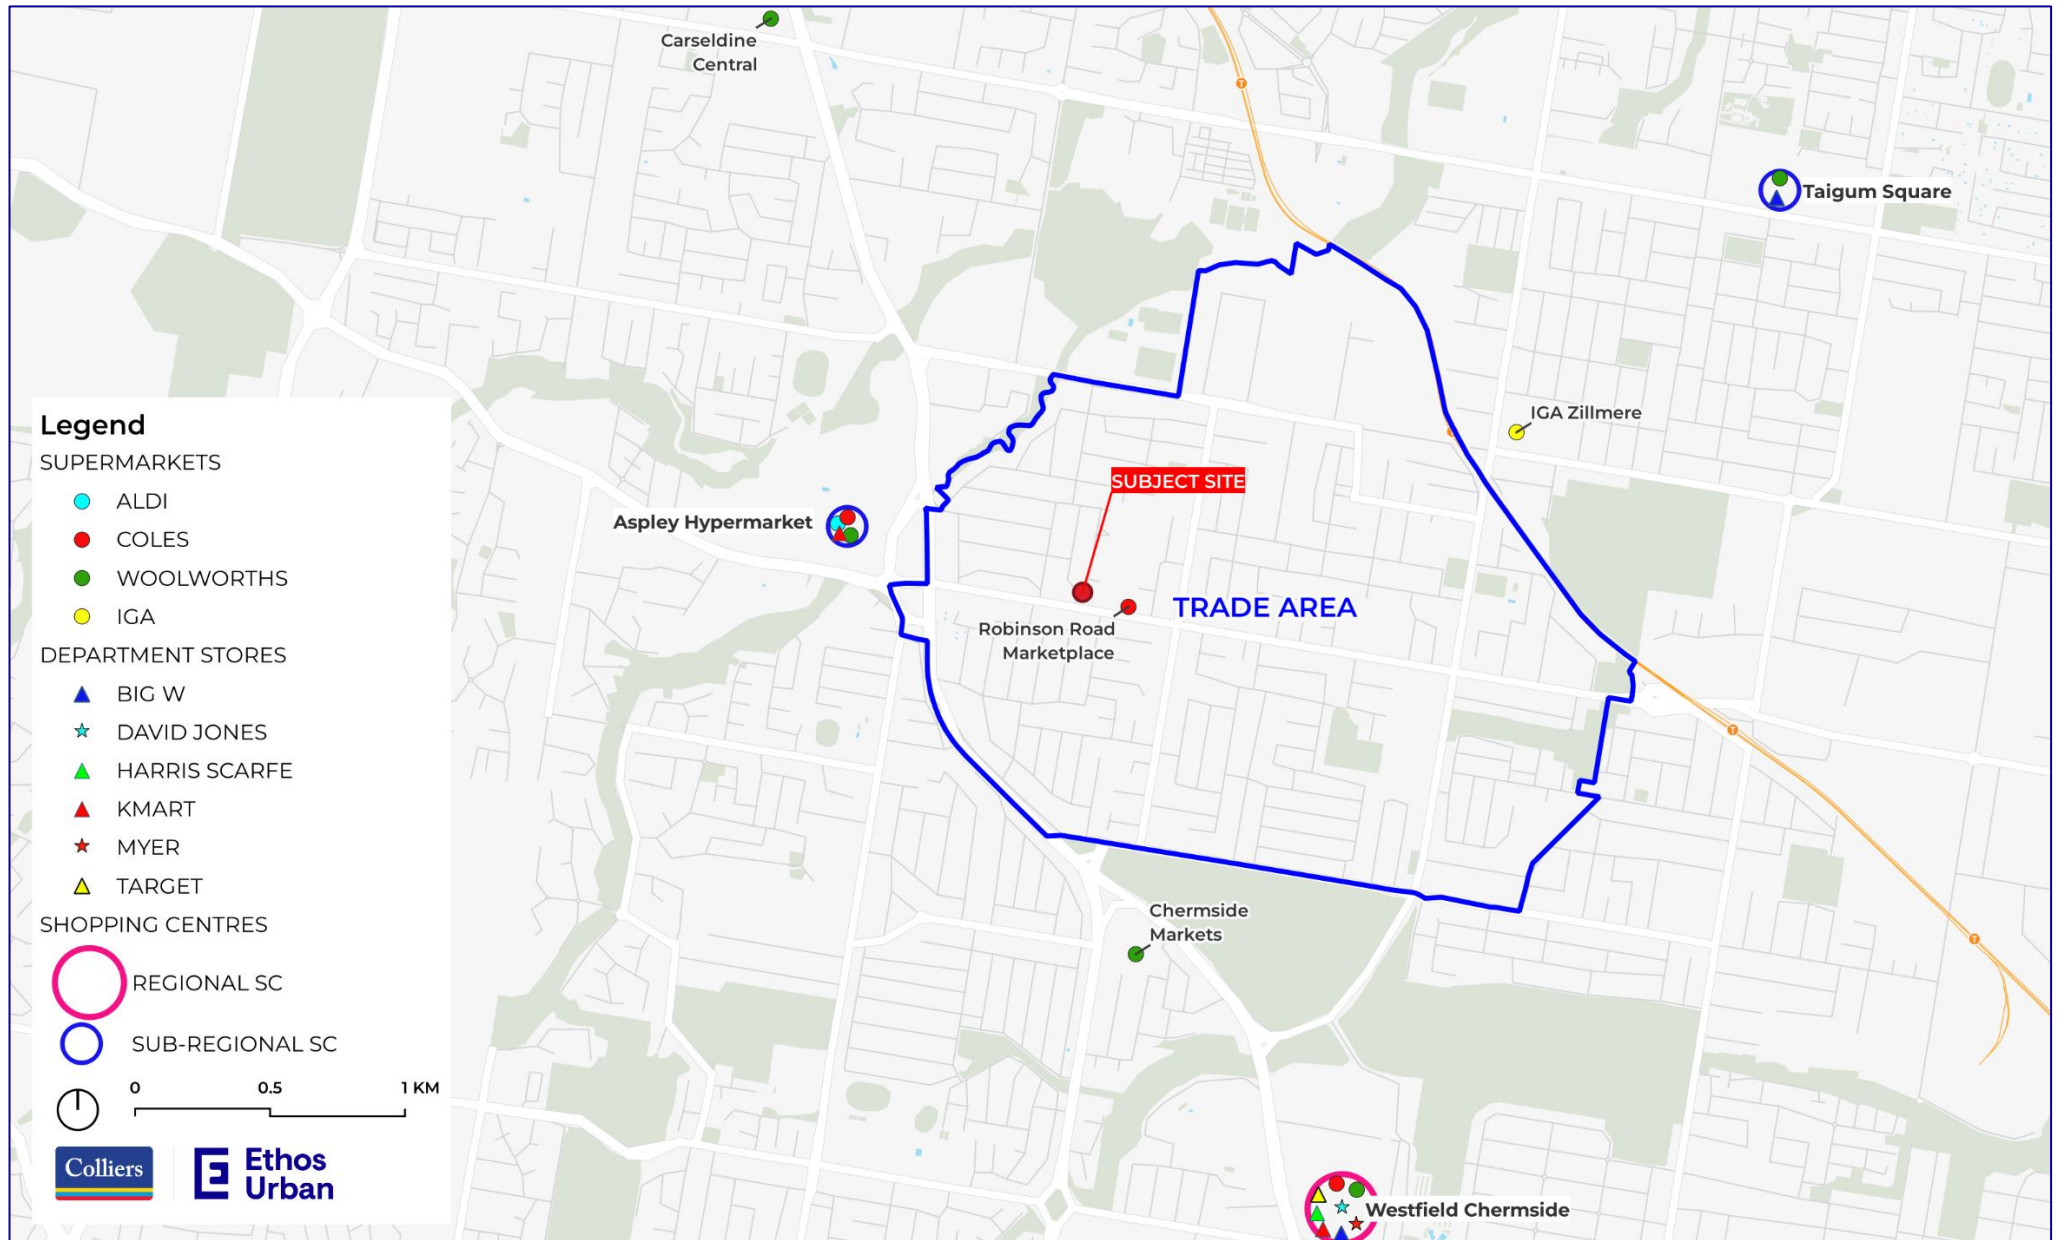 Carseldine
Central
Taigum Square
IGA Zillmere
SUBJECT SITE
Aspley Hypermarket
TRADE AREA
Robinson Road
Marketplace
Chermside
Markets
Westfield Chermside
Legend
SUPERMARKETS
ALDI
COLES
WOOLWORTHS
IGA
DEPARTMENT STORES
BIG W
DAVID JONES
HARRIS SCARFE
KMART
MYER
TARGET
SHOPPING CENTRES
REGIONAL SC
SUB-REGIONAL SC
0 0.5 1 KM
Colliers
Ethos
Urban
T
T
T
T